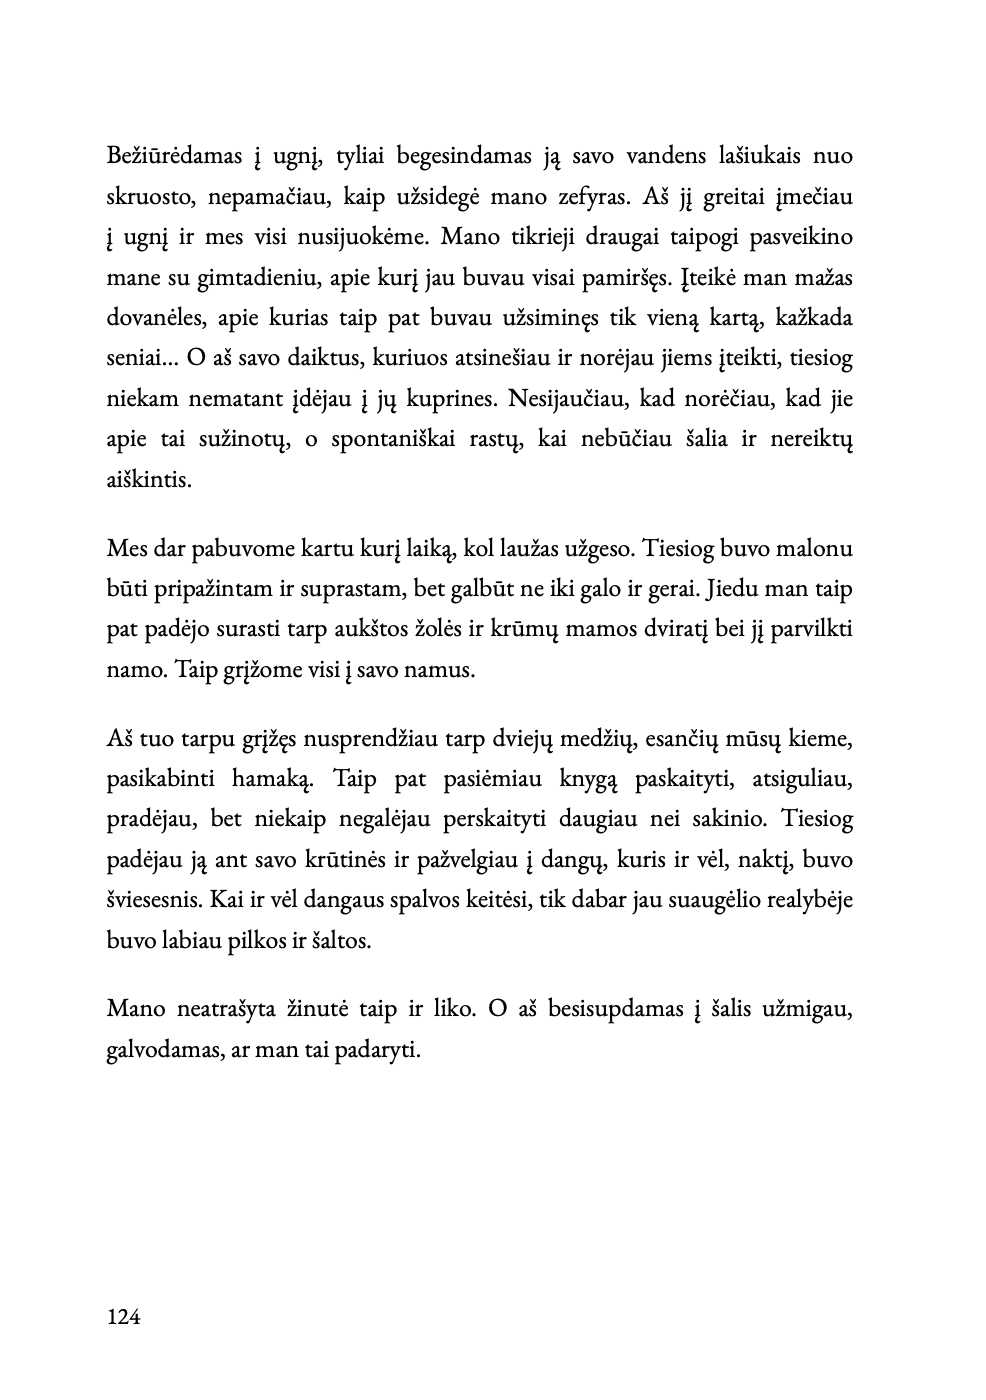 Bežiūrėdamas į ugnį, tyliai begesindamas ją savo vandens lašiukais nuo
skruosto, nepamačiau, kaip užsidegė mano zefyras. Aš jį greitai įmečiau
į ugnį ir mes visi nusijuokėme. Mano tikrieji draugai taipogi pasveikino
mane su gimtadieniu, apie kurį jau buvau visai pamiršęs. Įteikė man mažas
dovanėles, apie kurias taip pat buvau užsiminęs tik vieną kartą, kažkada
seniai... O aš savo daiktus, kuriuos atsinešiau ir norėjau jiems įteikti, tiesiog
niekam nematant įdėjau į jų kuprines. Nesijaučiau, kad norėčiau, kad jie
apie tai sužinotų, o spontaniškai rastų, kai nebūčiau šalia ir nereiktų
aiškintis.
Mes dar pabuvome kartu kurį laiką, kol laužas užgeso. Tiesiog buvo malonu
būti pripažintam ir suprastam, bet galbūt ne iki galo ir gerai. Jiedu man taip
pat padėjo surasti tarp aukštos žolės ir krūmų mamos dviratį bei jį parvilkti
namo. Taip grįžome visi į savo namus.
Aš tuo tarpu grįžęs nusprendžiau tarp dviejų medžių, esančių mūsų kieme,
pasikabinti hamaką. Taip pat pasiėmiau knygą paskaityti, atsiguliau,
pradėjau, bet niekaip negalėjau perskaityti daugiau nei sakinio. Tiesiog
padėjau ją ant savo krūtinės ir pažvelgiau į dangų, kuris ir vėl, naktį, buvo
šviesesnis. Kai ir vėl dangaus spalvos keitėsi, tik dabar jau suaugėlio realybėje
buvo labiau pilkos ir šaltos.
Mano neatrašyta žinutė taip ir liko. O aš besisupdamas į šalis užmigau,
galvodamas, ar man tai padaryti.
124